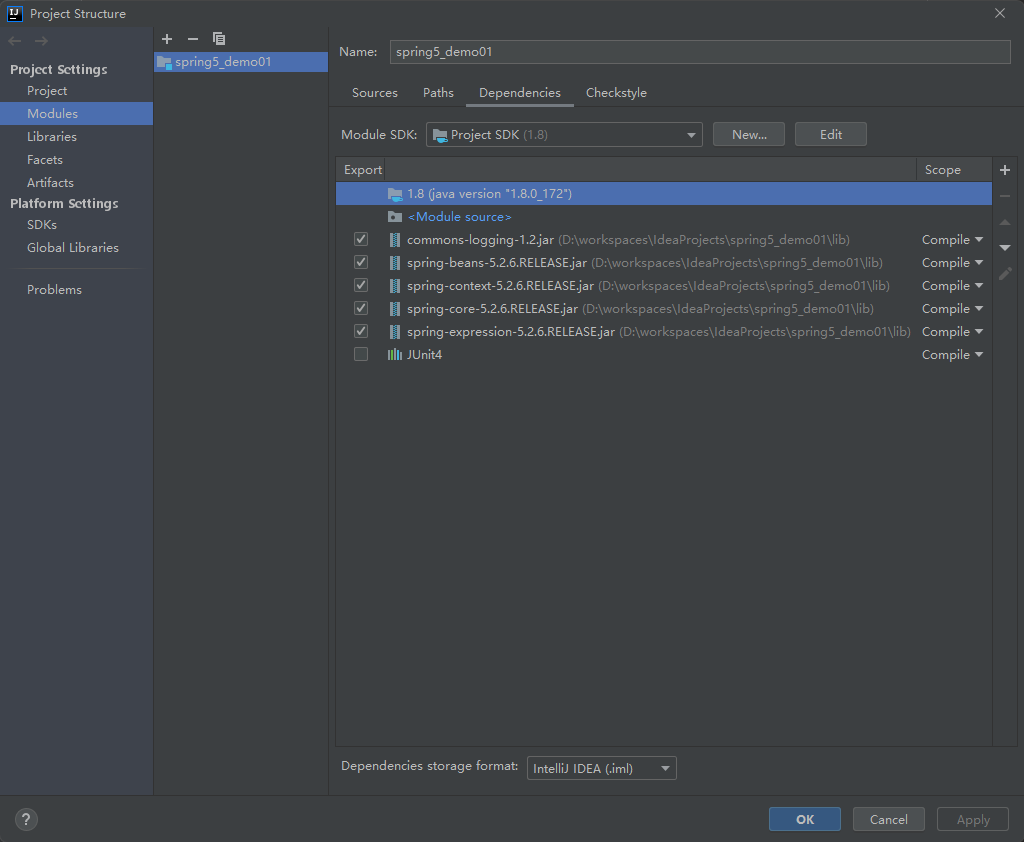 Project Structure
Project Settings
Project
Modules
Libraries
Facets
Artifacts
Platform Settings
SDKs
Global Libraries
Problems
spring5_demo01
Name: spring5_demo01
Sources Paths Dependencies Checkstyle
Module SDK: Project SDK (1.8) New... Edit
Export Scope
1.8 (java version "1.8.0_172")
<Module source>
commons-logging-1.2.jar (D:\workspaces\IdeaProjects\spring5_demo01\lib) Compile
spring-beans-5.2.6.RELEASE.jar (D:\workspaces\IdeaProjects\spring5_demo01\lib) Compile
spring-context-5.2.6.RELEASE.jar (D:\workspaces\IdeaProjects\spring5_demo01\lib) Compile
spring-core-5.2.6.RELEASE.jar (D:\workspaces\IdeaProjects\spring5_demo01\lib) Compile
spring-expression-5.2.6.RELEASE.jar (D:\workspaces\IdeaProjects\spring5_demo01\lib) Compile
JUnit4 Compile
Dependencies storage format: IntelliJ IDEA (.iml)
? OK Cancel Apply